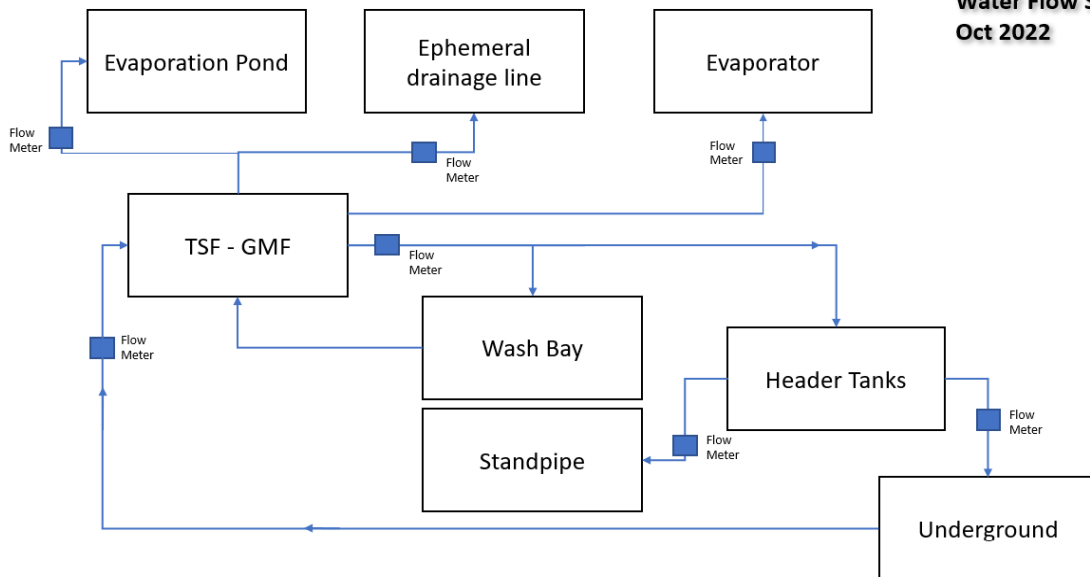 Water Flow
Oct 2022
Evaporation Pond
Ephemeral
drainage line
Evaporator
Flow
Meter
Flow
Meter
Flow
Meter
TSF - GMF
Flow
Meter
Flow
Meter
Wash Bay
Header Tanks
Flow
Meter
Flow
Meter
Standpipe
Underground